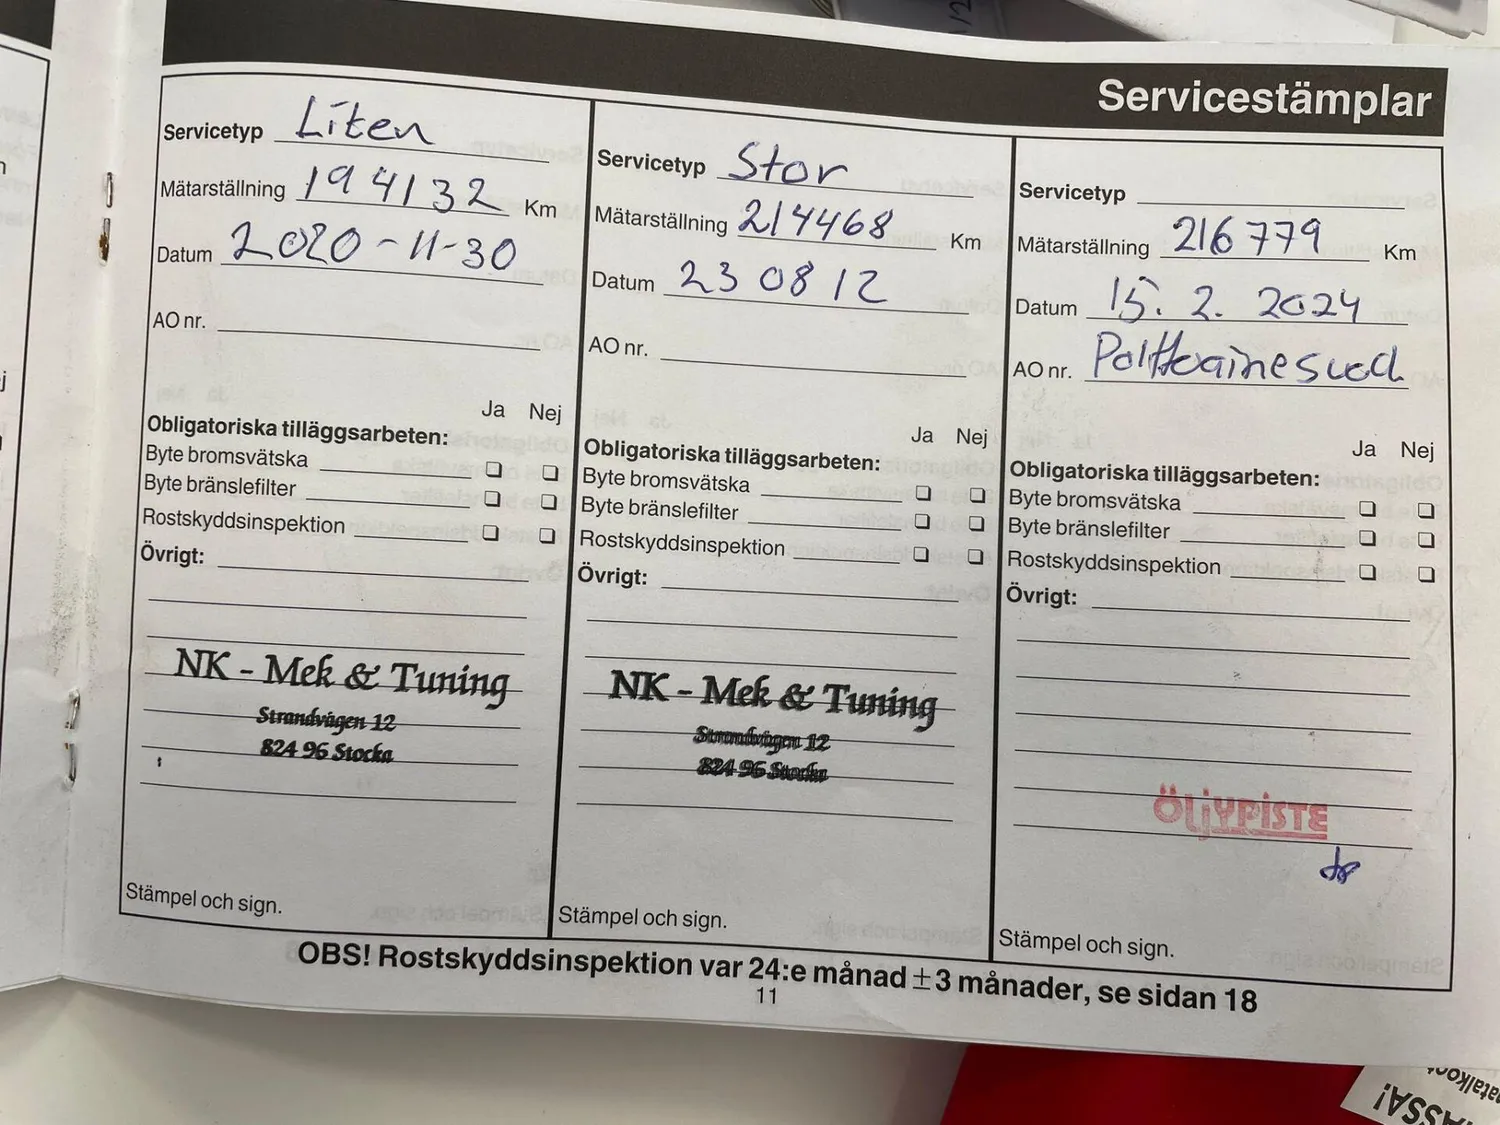 Servicestämplar
Servicetyp Liten
Mätarställning 194132 Km
Datum 2020-11-30
AO nr.
Ja Nej
Obligatoriska tilläggsarbeten:
Byte bromsvätska
Byte bränslefilter
Rostskyddsinspektion
Övrigt:
NK - Mek & Tuning
Strandvägen 12
824 96 Stocka
Stämpel och sign.
Servicetyp Stor
Mätarställning 214468 Km
Datum 230812
AO nr.
Ja Nej
Obligatoriska tilläggsarbeten:
Byte bromsvätska
Byte bränslefilter
Rostskyddsinspektion
Övrigt:
NK - Mek & Tuning
Strandvägen 12
824 96 Stocka
Stämpel och sign.
Servicetyp
Mätarställning 216779 Km
Datum 15. 2. 2024
AO nr.
Ja Nej
Obligatoriska tilläggsarbeten:
Byte bromsvätska
Byte bränslefilter
Rostskyddsinspektion
Övrigt:
ÖLJYPISTE
Stämpel och sign.
OBS! Rostskyddsinspektion var 24:e månad ±3 månader, se sidan 18
11